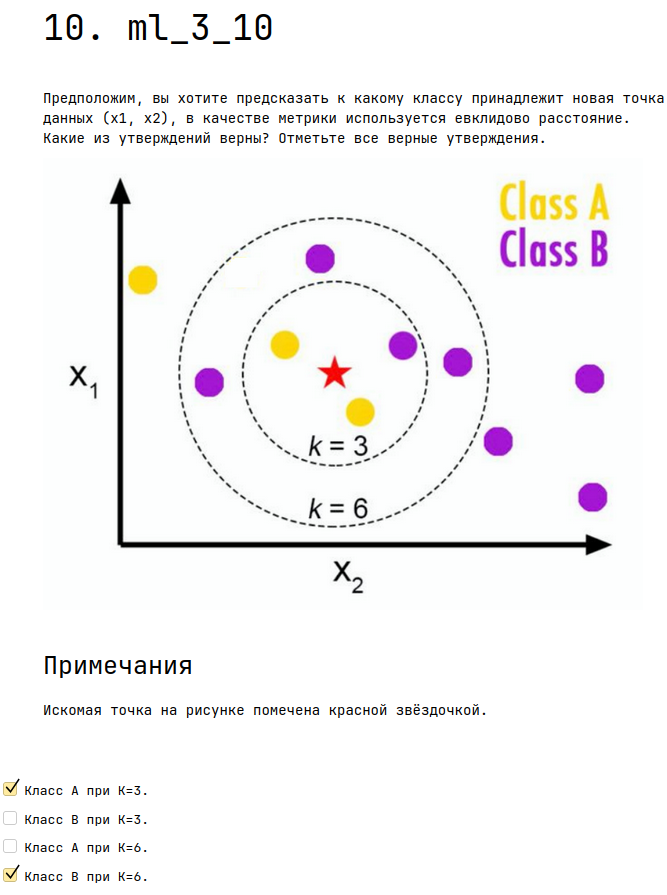 10. ml_3_10
Предположим, вы хотите предсказать к какому классу принадлежит новая точка
данных (x1, x2), в качестве метрики используется евклидово расстояние.
Какие из утверждений верны? Отметьте все верные утверждения.
Class A
Class B
X1
k = 3
k = 6
X2
Примечания
Искомая точка на рисунке помечена красной звёздочкой.
Класс A при K=3.
Класс B при K=3.
Класс A при K=6.
Класс B при K=6.